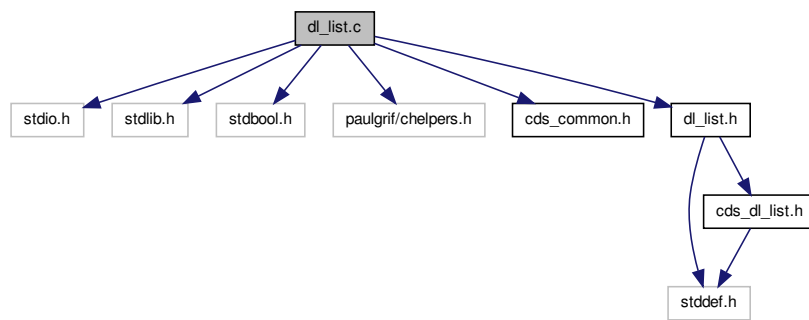 dl_list.c
stdio.h
stdlib.h
stdbool.h
paulgrif/chelpers.h
cds_common.h
dl_list.h
cds_dl_list.h
stddef.h